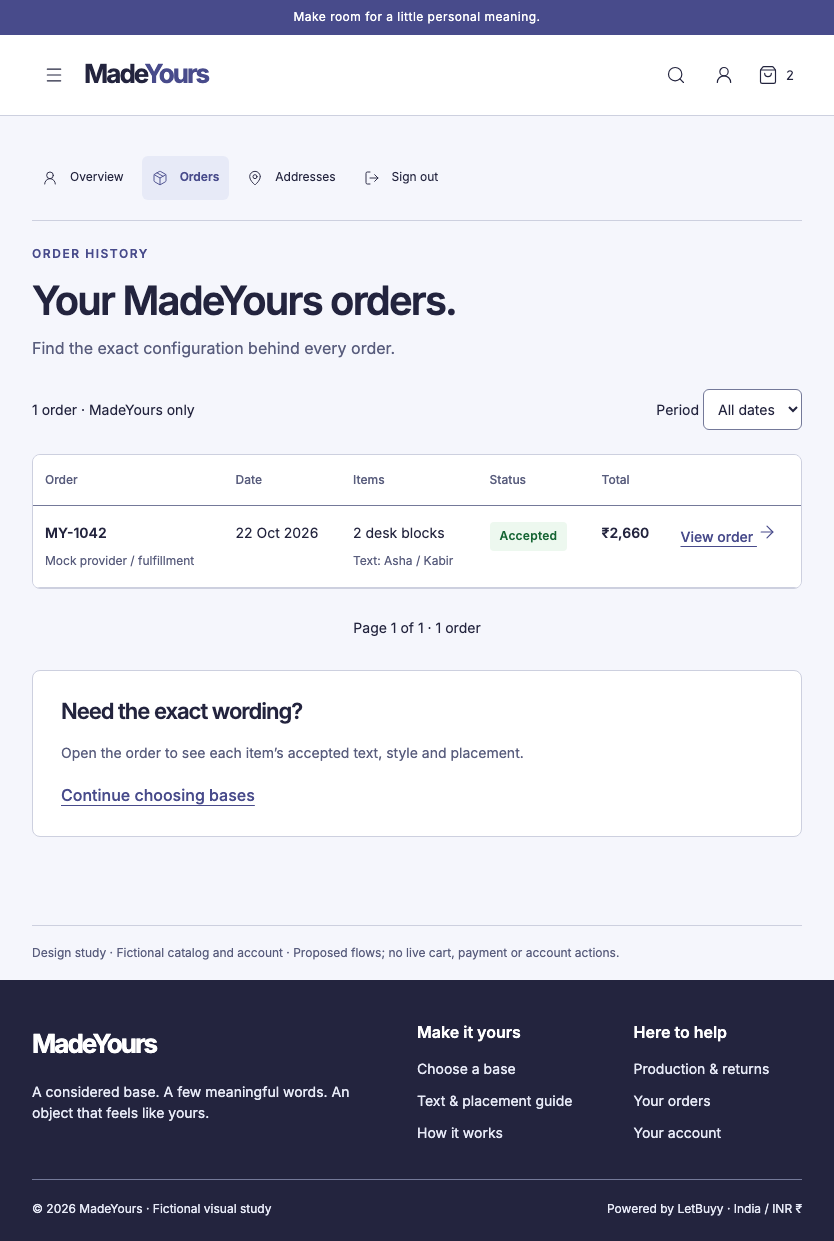 Make room for a little personal meaning.
MadeYours
2
Overview
Orders
Addresses
Sign out
ORDER HISTORY
Your MadeYours orders.
Find the exact configuration behind every order.
1 order · MadeYours only
Period All dates
Order Date Items Status Total
MY-1042 22 Oct 2026 2 desk blocks Accepted ₹2,660 View order
Mock provider / fulfillment Text: Asha / Kabir
Page 1 of 1 · 1 order
Need the exact wording?
Open the order to see each item’s accepted text, style and placement.
Continue choosing bases
Design study · Fictional catalog and account · Proposed flows; no live cart, payment or account actions.
MadeYours
A considered base. A few meaningful words. An
object that feels like yours.
Make it yours
Choose a base
Text & placement guide
How it works
Here to help
Production & returns
Your orders
Your account
© 2026 MadeYours · Fictional visual study
Powered by LetBuyy · India / INR ₹